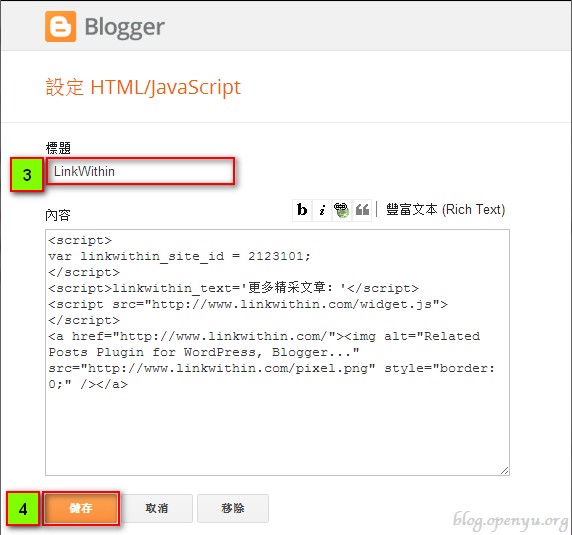 Blogger
設定 HTML/JavaScript
標題
3
LinkWithin
內容
b i 豐富文本 (Rich Text)
<script>
var linkwithin_site_id = 2123101;
</script>
<script>linkwithin_text='更多精采文章：'</script>
<script src="http://www.linkwithin.com/widget.js">
</script>
<a href="http://www.linkwithin.com/"><img alt="Related
Posts Plugin for WordPress, Blogger..."
src="http://www.linkwithin.com/pixel.png" style="border:
0;" /></a>
4 儲存 取消 移除
blog.openyu.org